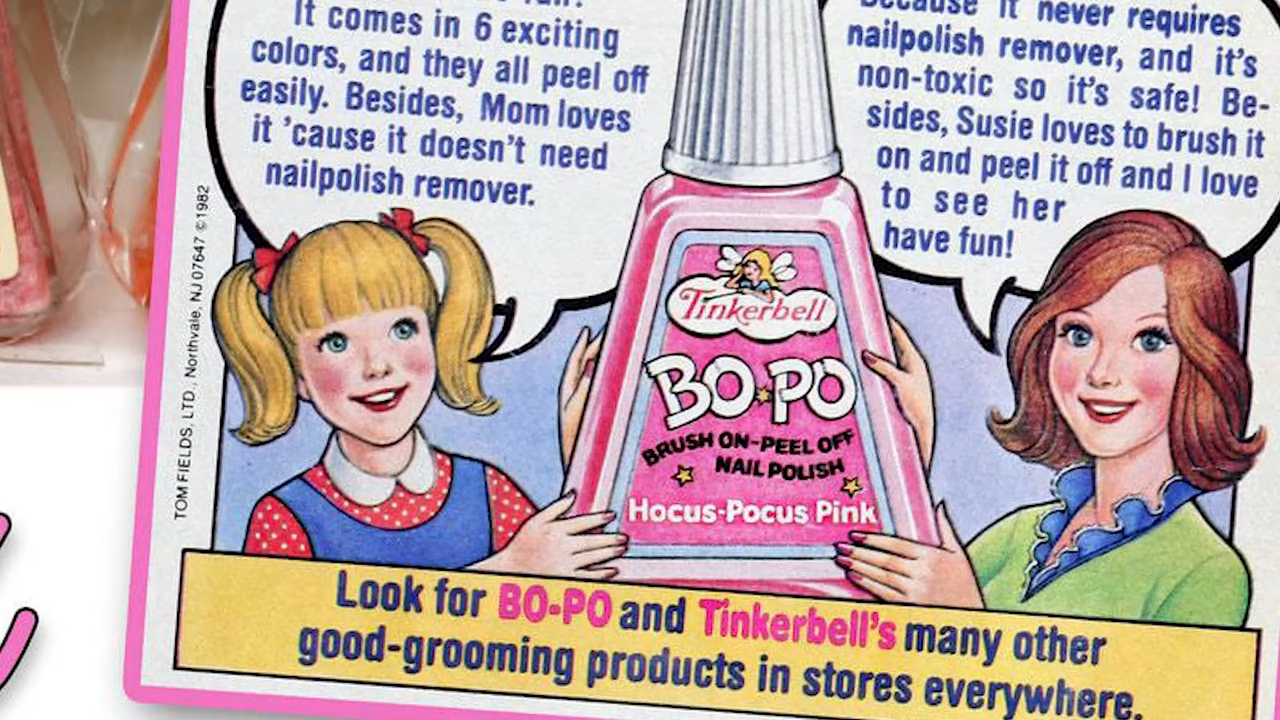 It comes in 6 exciting
colors, and they all peel off
easily. Besides, Mom loves
it ’cause it doesn’t need
nailpolish remover.
because it never requires
nailpolish remover, and it’s
non-toxic so it’s safe! Be-
sides, Susie loves to brush it
on and peel it off and I love
to see her
have fun!
TOM FIELDS, LTD., Northvale, NJ 07647 ©1982
Tinkerbell
BO·PO
BRUSH ON-PEEL OFF
NAIL POLISH
Hocus-Pocus Pink
Look for BO-PO and Tinkerbell’s many other
good-grooming products in stores everywhere.